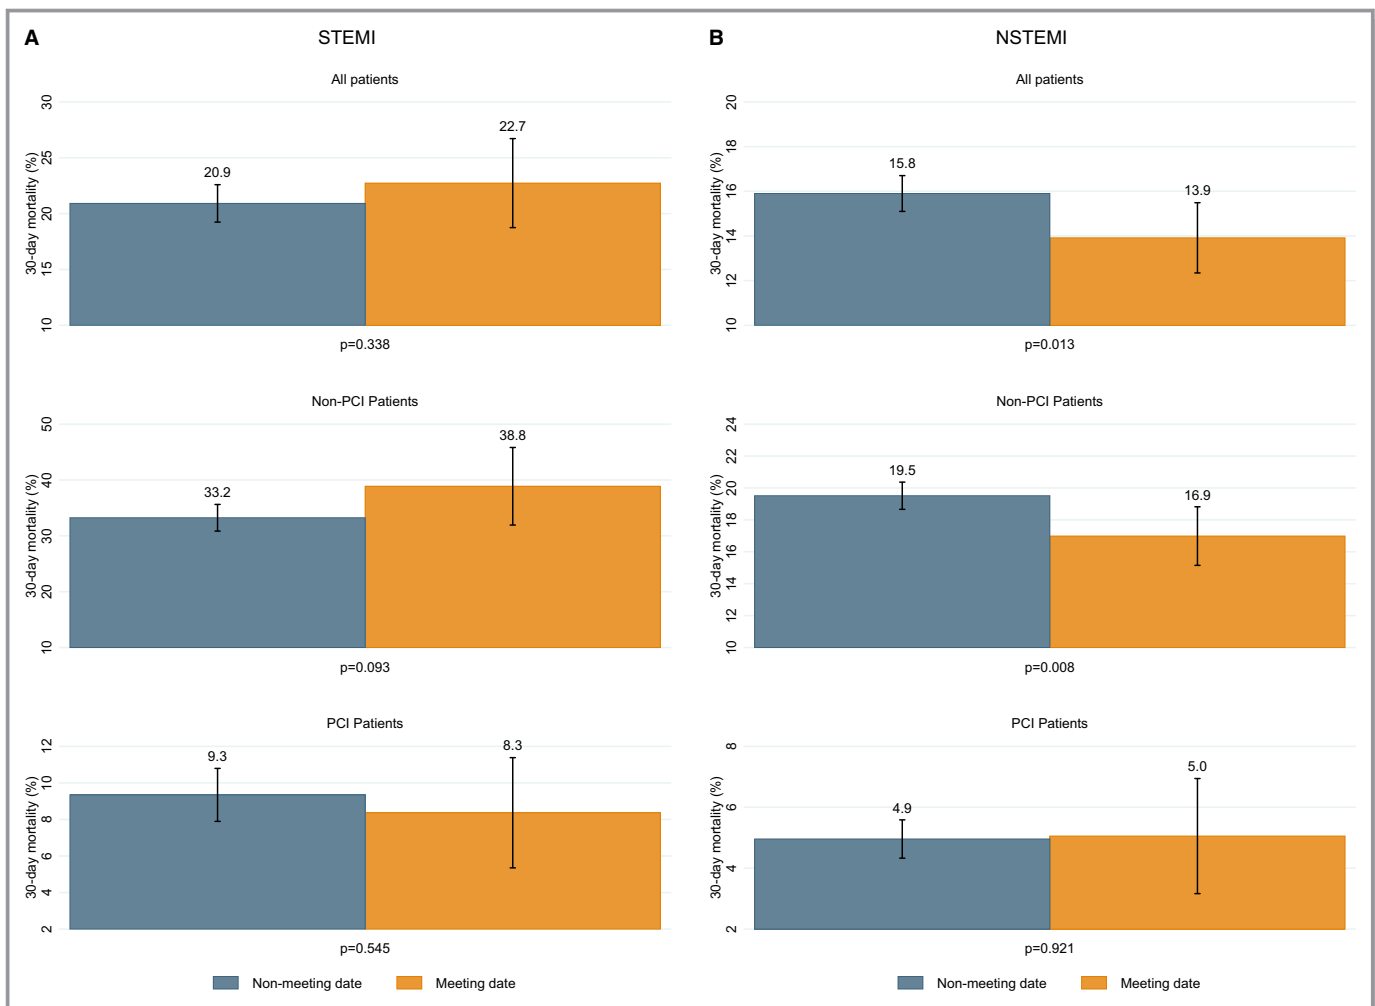 A
STEMI
All patients
30-day mortality (%)
30
25
20
15
10
20.9
22.7
p=0.338
Non-PCI Patients
30-day mortality (%)
50
40
30
20
10
33.2
38.8
p=0.093
PCI Patients
30-day mortality (%)
12
10
8
6
4
2
9.3
8.3
p=0.545
Non-meeting date
Meeting date
B
NSTEMI
All patients
30-day mortality (%)
20
18
16
14
12
10
15.8
13.9
p=0.013
Non-PCI Patients
30-day mortality (%)
24
22
20
18
16
14
12
10
19.5
16.9
p=0.008
PCI Patients
30-day mortality (%)
8
6
4
2
4.9
5.0
p=0.921
Non-meeting date
Meeting date